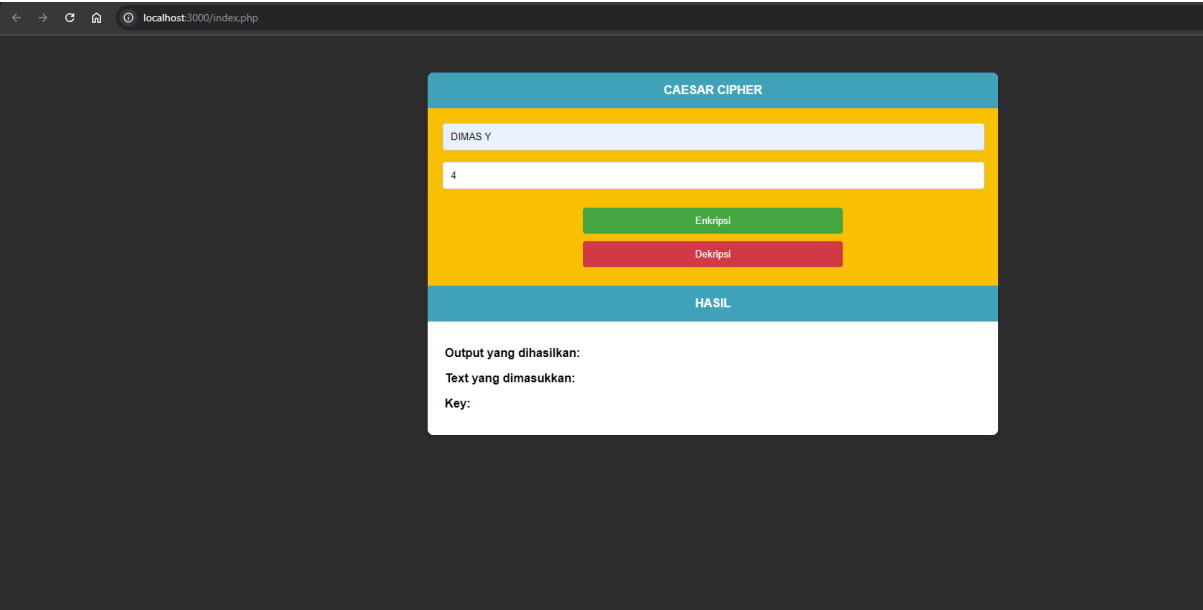 localhost:3000/index.php
CAESAR CIPHER
DIMAS Y
4
Enkripsi
Dekripsi
HASIL
Output yang dihasilkan:
Text yang dimasukkan:
Key: